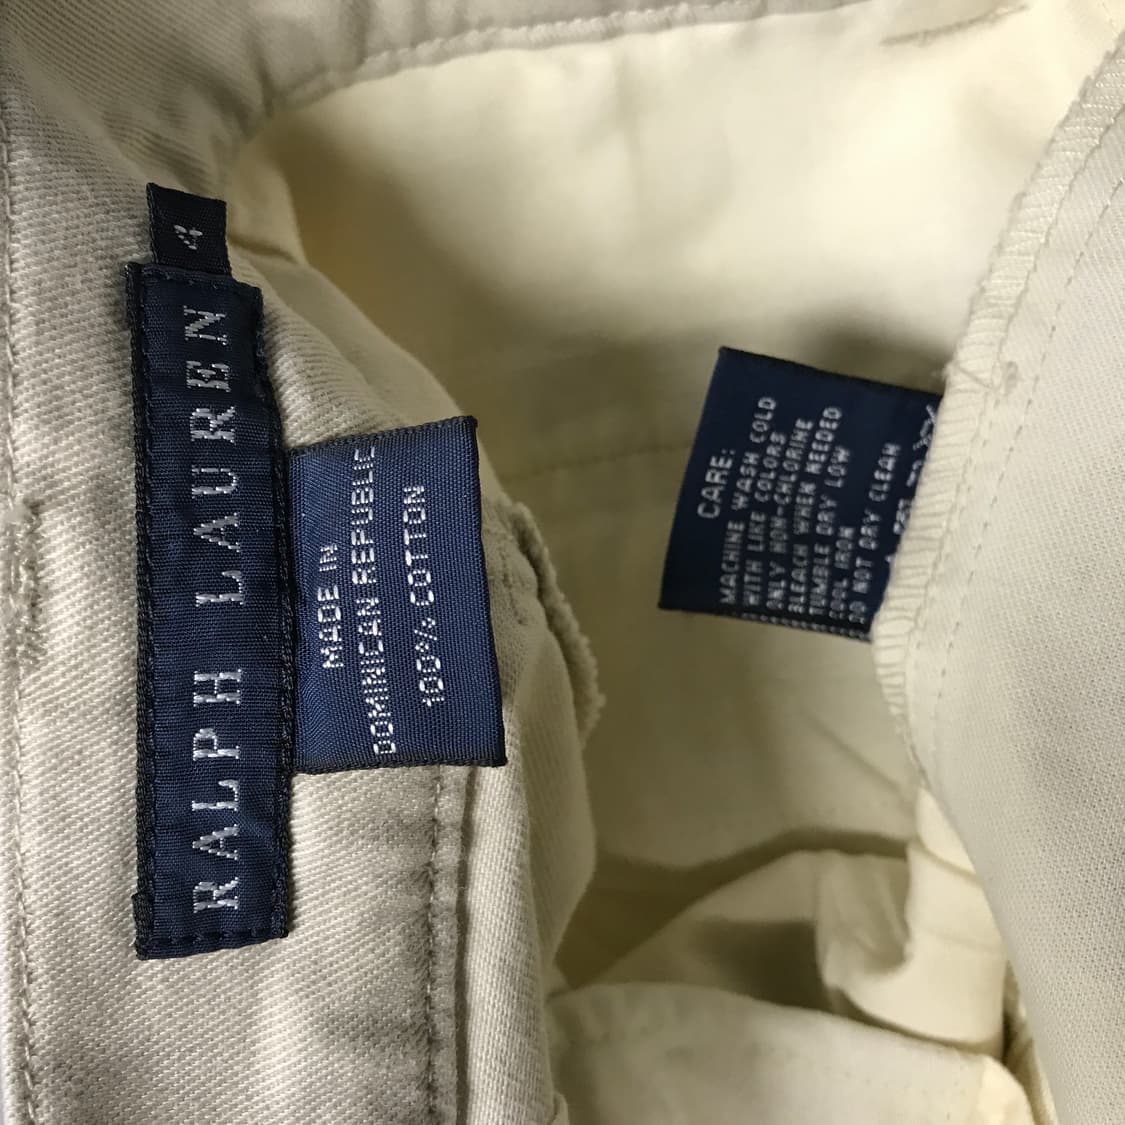 RALPH LAUREN
4
MADE IN
DOMINICAN REPUBLIC
100% COTTON
CARE:
MACHINE WASH COLD
WITH LIKE COLORS
ONLY NON-CHLORINE
BLEACH WHEN NEEDED
TUMBLE DRY LOW
COOL IRON
DO NOT DRY CLEAN